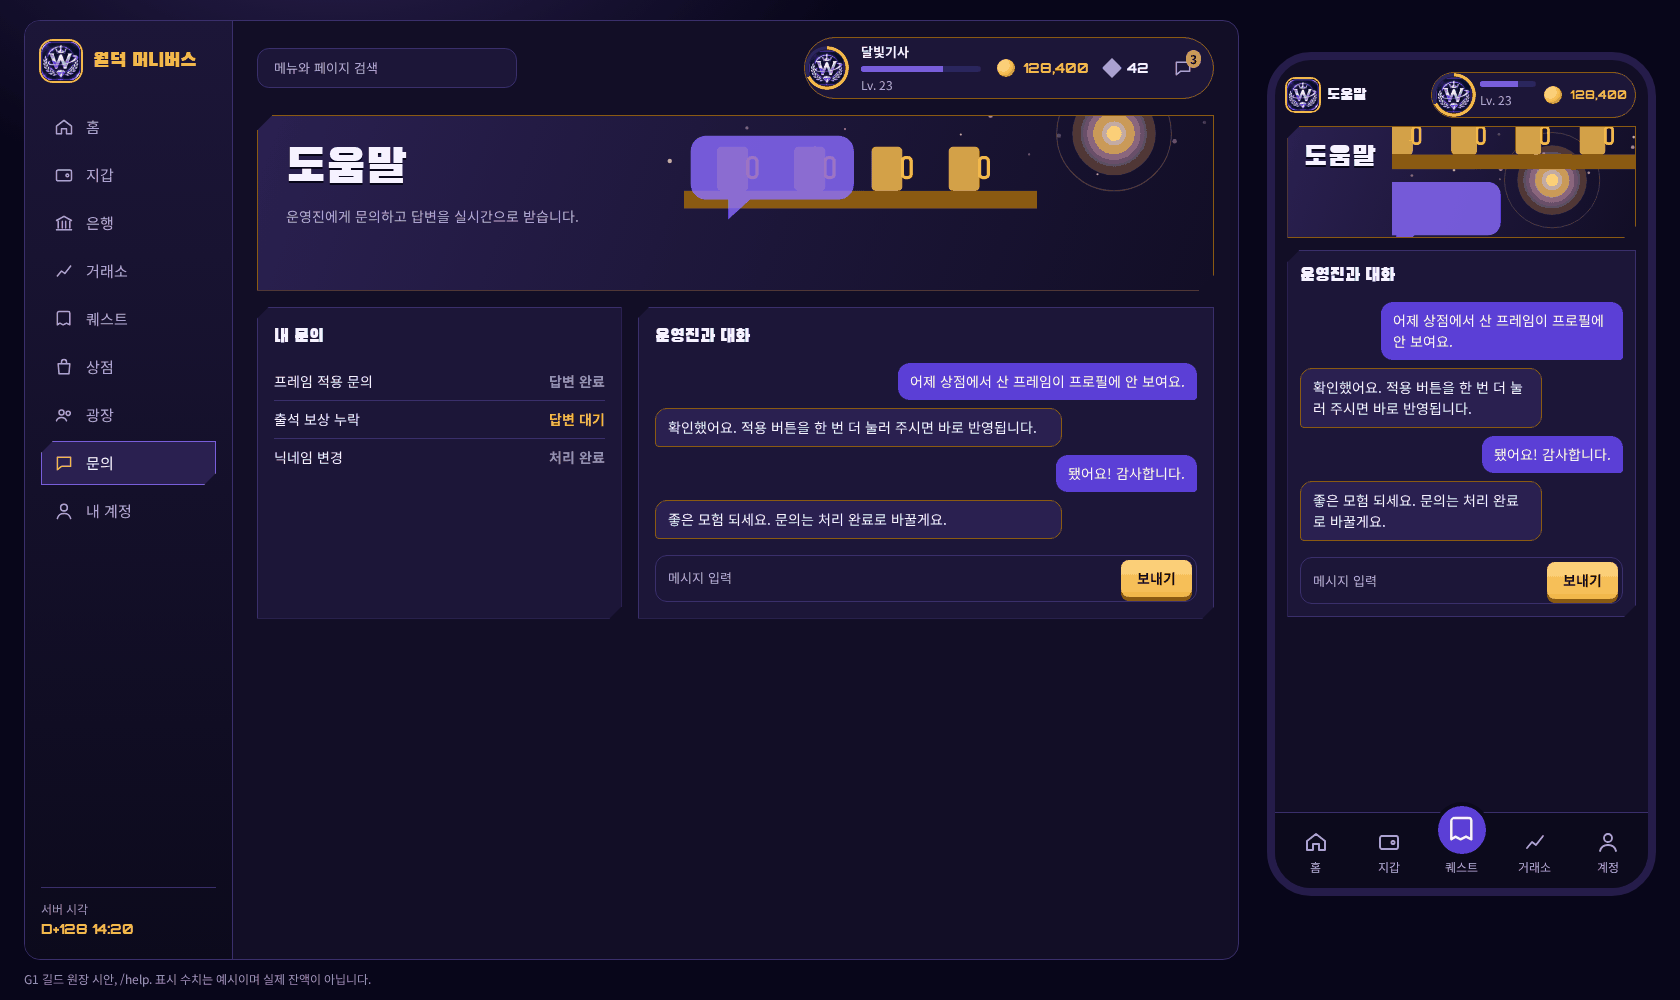 원덕 머니버스
홈
지갑
은행
거래소
퀘스트
상점
광장
문의
내 계정
서버 시각
D+128 14:20
메뉴와 페이지 검색
달빛기사
Lv. 23
128,400
42
3
도움말
운영진에게 문의하고 답변을 실시간으로 받습니다.
내 문의
프레임 적용 문의 답변 완료
출석 보상 누락 답변 대기
닉네임 변경 처리 완료
운영진과 대화
어제 상점에서 산 프레임이 프로필에 안 보여요.
확인했어요. 적용 버튼을 한 번 더 눌러 주시면 바로 반영됩니다.
됐어요! 감사합니다.
좋은 모험 되세요. 문의는 처리 완료로 바꿀게요.
메시지 입력 보내기
W
도움말
W
Lv. 23
128,400
도움말
운영진과 대화
어제 상점에서 산 프레임이 프로필에
안 보여요.
확인했어요. 적용 버튼을 한 번 더 눌
러 주시면 바로 반영됩니다.
됐어요! 감사합니다.
좋은 모험 되세요. 문의는 처리 완료
로 바꿀게요.
메시지 입력 보내기
홈
지갑
퀘스트
거래소
계정
G1 길드 원장 시안, /help. 표시 수치는 예시이며 실제 잔액이 아닙니다.